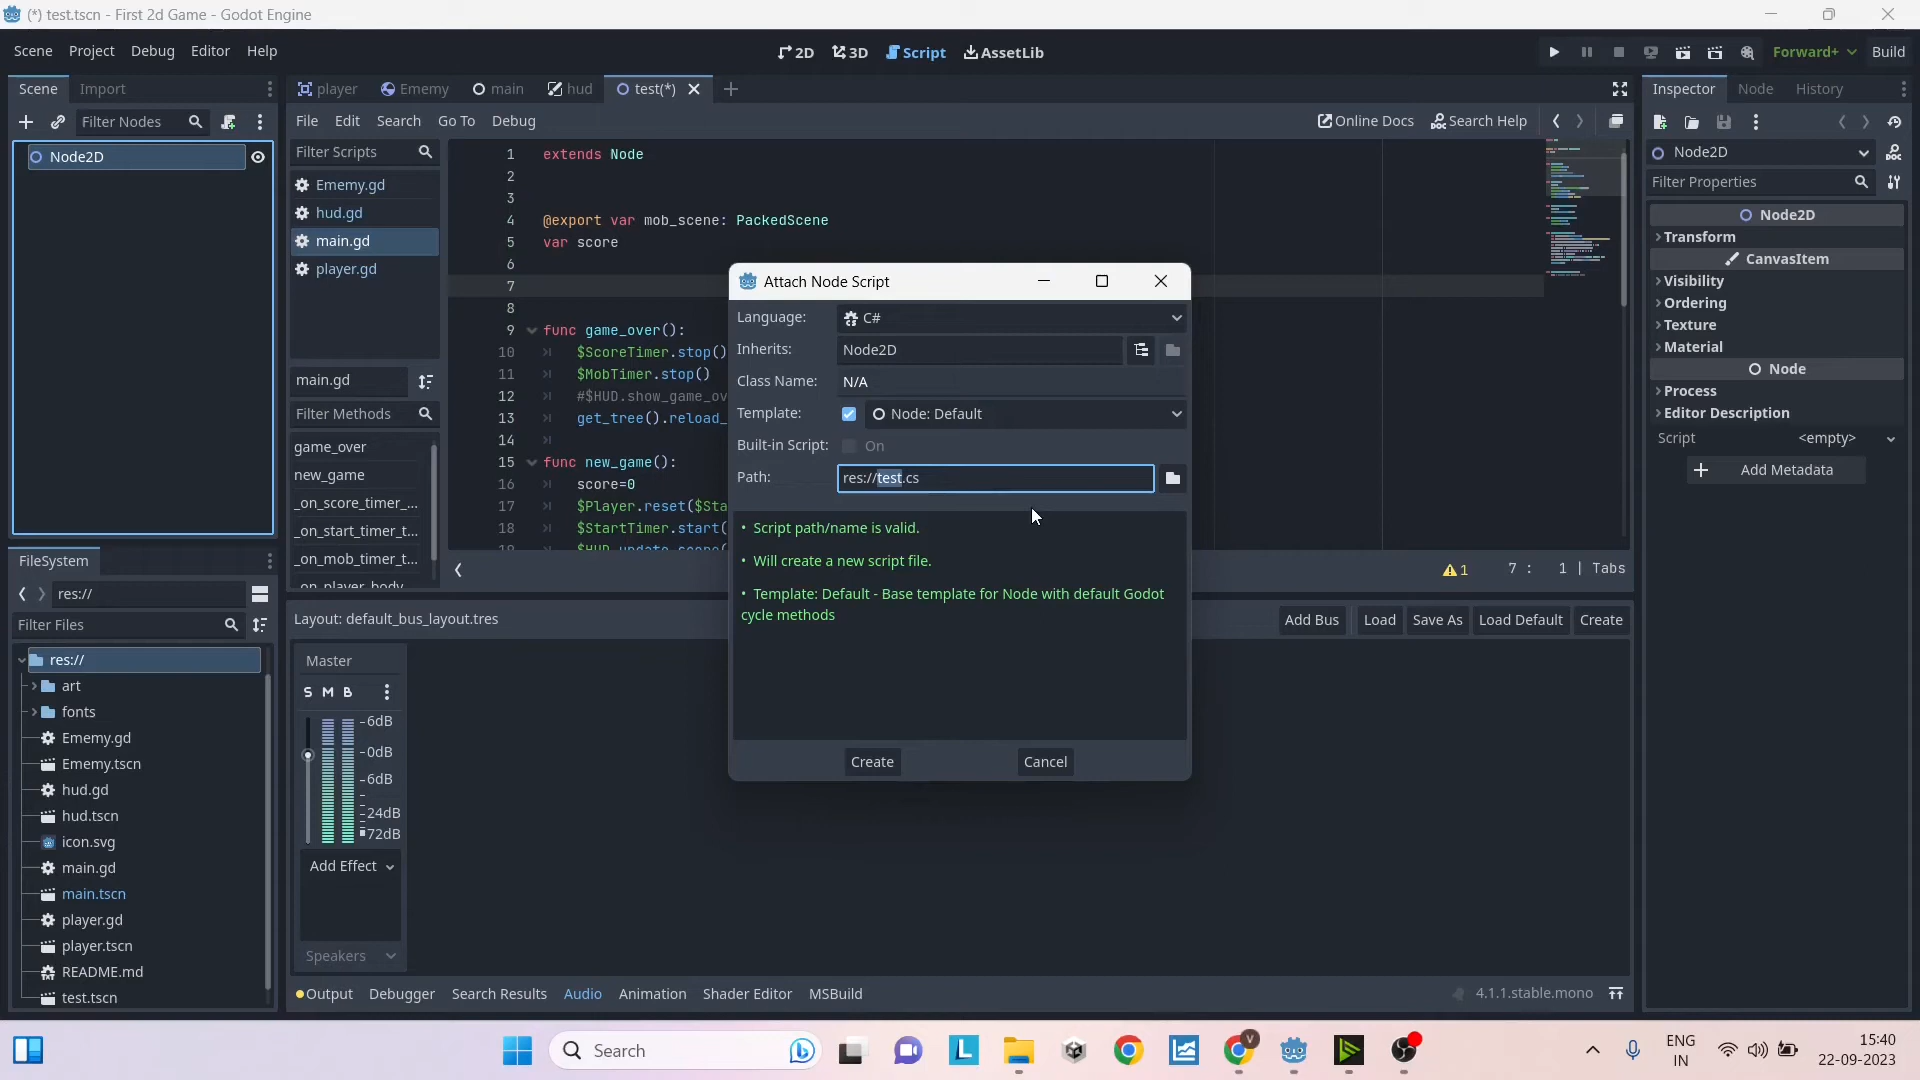 (*) test.tscn - First 2d Game - Godot Engine
Scene Project Debug Editor Help
2D 3D Script AssetLib
Forward+ Build
Scene Import
player Ememy main hud test(*)
Inspector Node History
Filter Nodes
File Edit Search Go To Debug
Online Docs Search Help
Node2D
Filter Scripts
Ememy.gd
hud.gd
main.gd
player.gd
main.gd
Filter Methods
game_over
new_game
_on_score_timer_...
_on_start_timer_t...
_on_mob_timer_t...
1 extends Node
2
3
4 @export var mob_scene: PackedScene
5 var score
6
7
8
9 func game_over():
10 $ScoreTimer.stop()
11 $MobTimer.stop()
12 #$HUD.show_game_ov
13 get_tree().reload_
14
15 func new_game():
16 score=0
17 $Player.reset($Sta
18 $StartTimer.start(
1 7 : 1 | Tabs
Attach Node Script
Language: C#
Inherits: Node2D
Class Name: N/A
Template: Node: Default
Built-in Script: On
Path: res://test.cs
• Script path/name is valid.
• Will create a new script file.
• Template: Default - Base template for Node with default Godot
cycle methods
Create Cancel
Node2D
Filter Properties
Node2D
Transform
CanvasItem
Visibility
Ordering
Texture
Material
Node
Process
Editor Description
Script <empty>
Add Metadata
FileSystem
res://
Filter Files
res://
art
fonts
Ememy.gd
Ememy.tscn
hud.gd
hud.tscn
icon.svg
main.gd
main.tscn
player.gd
player.tscn
README.md
test.tscn
Layout: default_bus_layout.tres
Add Bus Load Save As Load Default Create
Master
S M B
-6dB
-0dB
-6dB
-24dB
-72dB
Add Effect
Speakers
Output Debugger Search Results Audio Animation Shader Editor MSBuild
4.1.1.stable.mono
Search
ENG
IN
15:40
22-09-2023